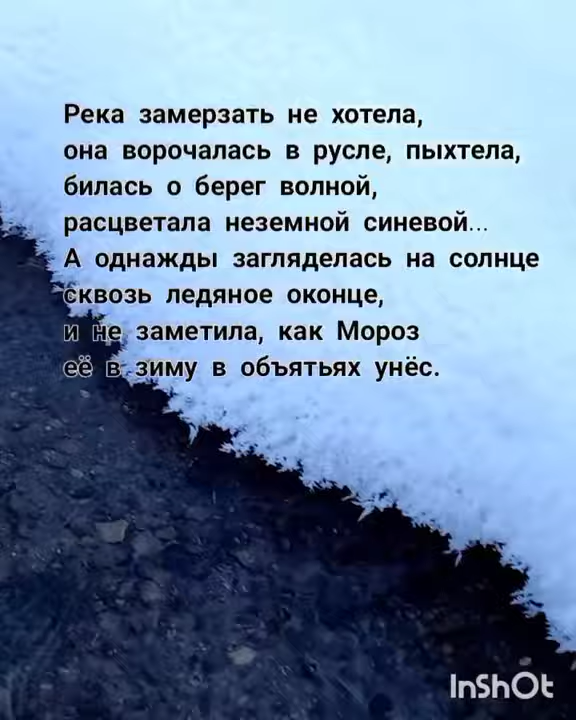 Река замерзать не хотела,
она ворочалась в русле, пыхтела,
билась о берег волной,
расцветала неземной синевой...
А однажды загляделась на солнце
сквозь ледяное оконце,
и не заметила, как Мороз
её в зиму в объятьях унёс.
InShOt